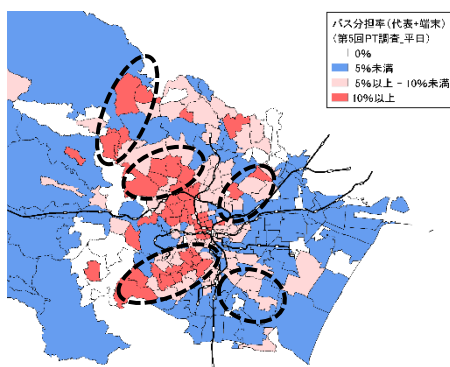 バス分担率(代表+端末)
(第5回PT調査_平日)
0%
5%未満
5%以上 - 10%未満
10%以上